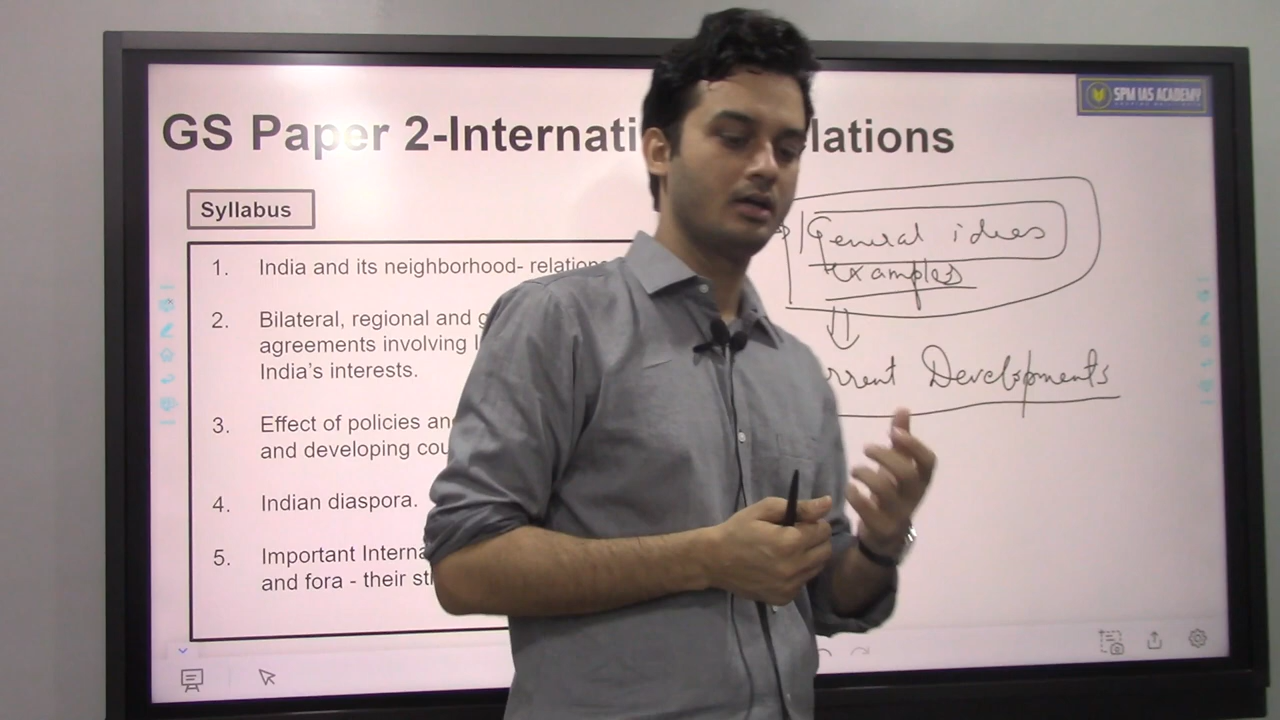 SPM IAS ACADEMY
GS Paper 2-Internati lations
Syllabus
1. India and its neighborhood- relations
2. Bilateral, regional and g
agreements involving I
India's interests.
3. Effect of policies an
and developing cou
4. Indian diaspora.
5. Important Interna
and fora - their st
General ideas
examples
rrent Developments